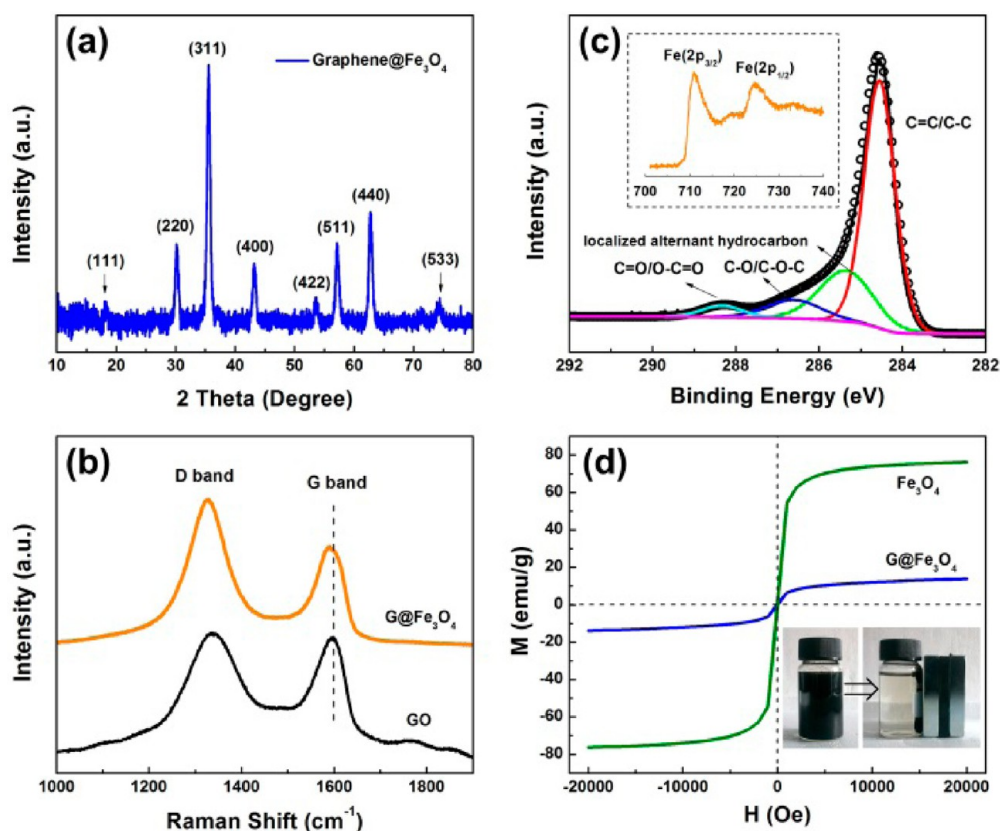 (a)
(311)
Graphene@Fe₃O₄
(440)
(220)
(511)
(400)
(111)
(422)
(533)
Intensity (a.u.)
10 20 30 40 50 60 70 80
2 Theta (Degree)
(c)
Fe(2p₃/₂)
Fe(2p₁/₂)
700 710 720 730 740
C=C/C-C
localized alternant hydrocarbon
C=O/O-C=O
C-O/C-O-C
Intensity (a.u.)
292 290 288 286 284 282
Binding Energy (eV)
(b)
D band
G band
G@Fe₃O₄
GO
Intensity (a.u.)
1000 1200 1400 1600 1800
Raman Shift (cm⁻¹)
(d)
80
60
40
20
0
-20
-40
-60
-80
Fe₃O₄
G@Fe₃O₄
M (emu/g)
-20000 -10000 0 10000 20000
H (Oe)